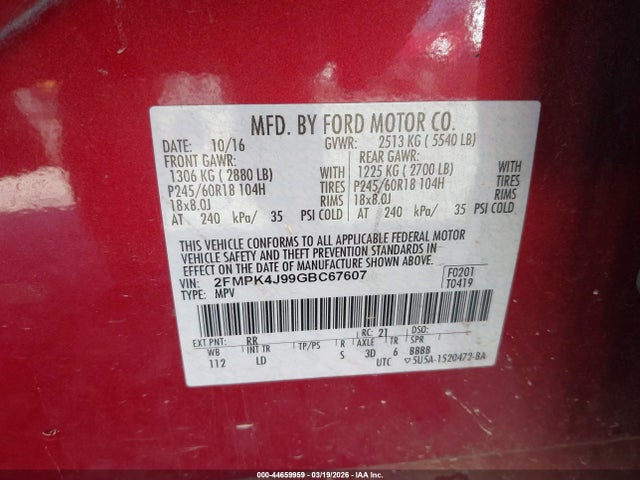 MFD. BY FORD MOTOR CO.
DATE: 10/16 GVWR: 2513 KG ( 5540 LB)
FRONT GAWR: REAR GAWR:
1306 KG ( 2880 LB) WITH 1225 KG ( 2700 LB) WITH
P245/60R18 104H TIRES P245/60R18 104H TIRES
18x8.0J RIMS 18x8.0J RIMS
AT 240 kPa/ 35 PSI COLD AT 240 kPa/ 35 PSI COLD
THIS VEHICLE CONFORMS TO ALL APPLICABLE FEDERAL MOTOR
VEHICLE SAFETY AND THEFT PREVENTION STANDARDS IN
EFFECT ON THE DATE OF MANUFACTURE SHOWN ABOVE.
VIN: 2FMPK4J99GBC67607 F0201
TYPE: MPV T0419
EXT PNT: RR RC: 21 DSO:
WB INT TR TP/PS R AXLE TR SPR
112 LD S 3D 6 BBBB
UTC 5U5A-1520472-BA
000-44659959 | 03/19/2026 | IAA Inc.